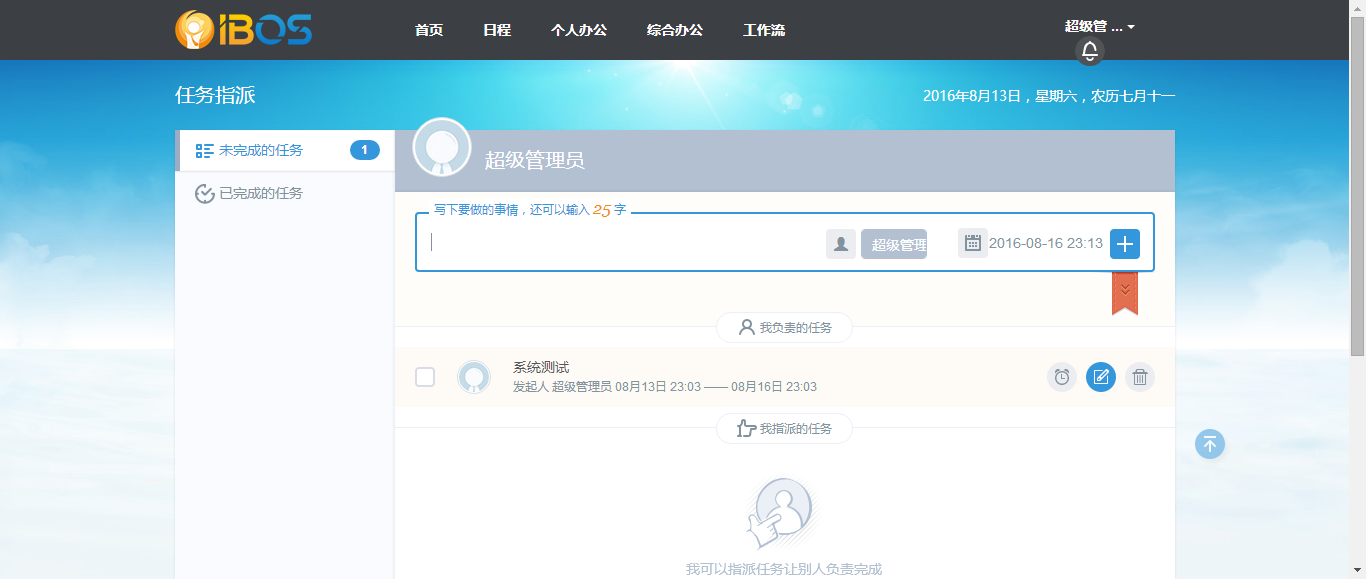 IBOS 首页 日程 个人办公 综合办公 工作流 超级管 ...
任务指派 2016年8月13日，星期六，农历七月十一
未完成的任务 1
已完成的任务
超级管理员
写下要做的事情，还可以输入 25 字
超级管理 2016-08-16 23:13
我负责的任务
系统测试
发起人 超级管理员 08月13日 23:03 —— 08月16日 23:03
我指派的任务
我可以指派任务让别人负责完成